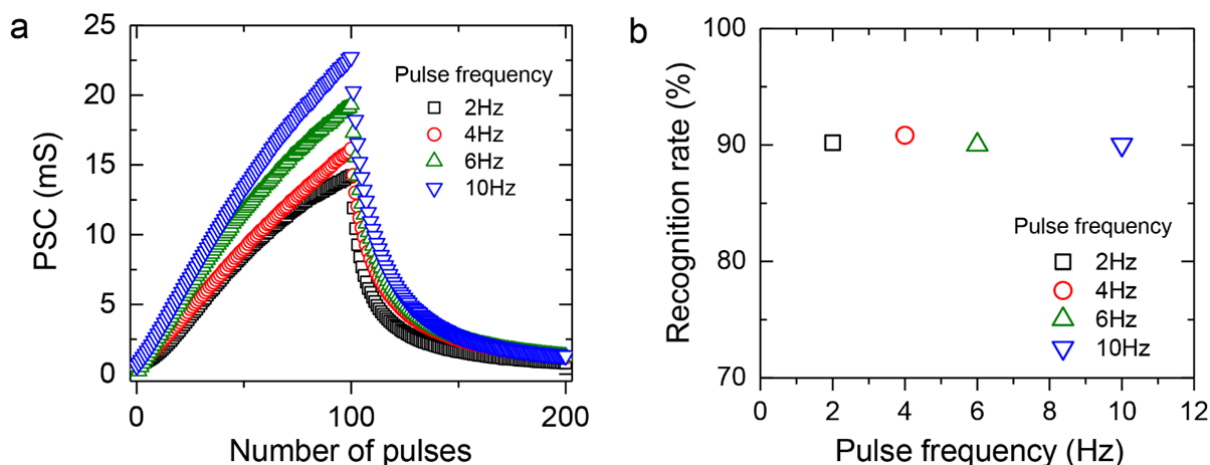 a
25
20
15
10
5
0
PSC (mS)
Pulse frequency
2Hz
4Hz
6Hz
10Hz
0
100
200
Number of pulses
b
100
90
80
70
Recognition rate (%)
Pulse frequency
2Hz
4Hz
6Hz
10Hz
0
2
4
6
8
10
12
Pulse frequency (Hz)